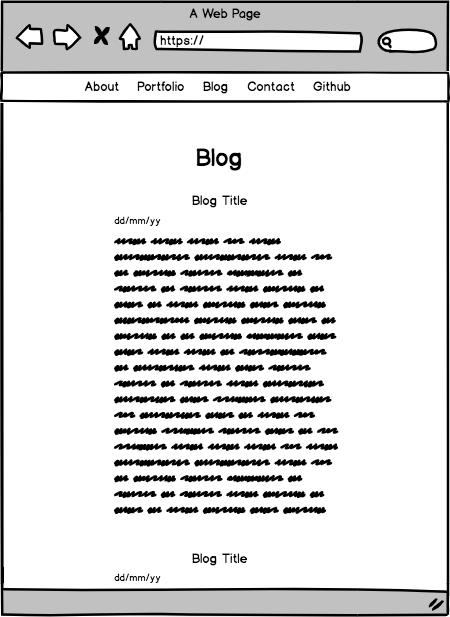 A Web Page
https://
About Portfolio Blog Contact Github
Blog
Blog Title
dd/mm/yy
Blog Title
dd/mm/yy